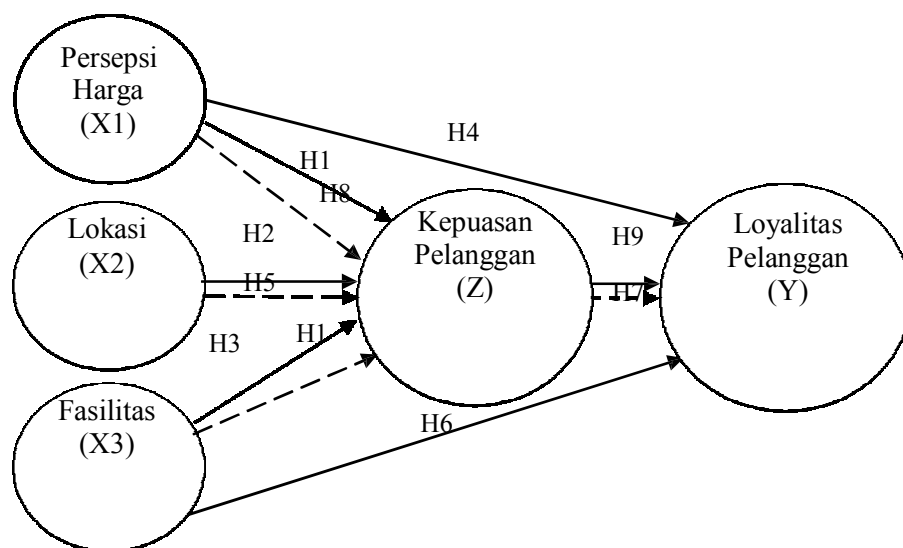 Persepsi
Harga
(X1)
H4
H1
H8
Lokasi
(X2)
H2
H5
Kepuasan
Pelanggan
(Z)
H9
H7
Loyalitas
Pelanggan
(Y)
H3
H1
Fasilitas
(X3)
H6